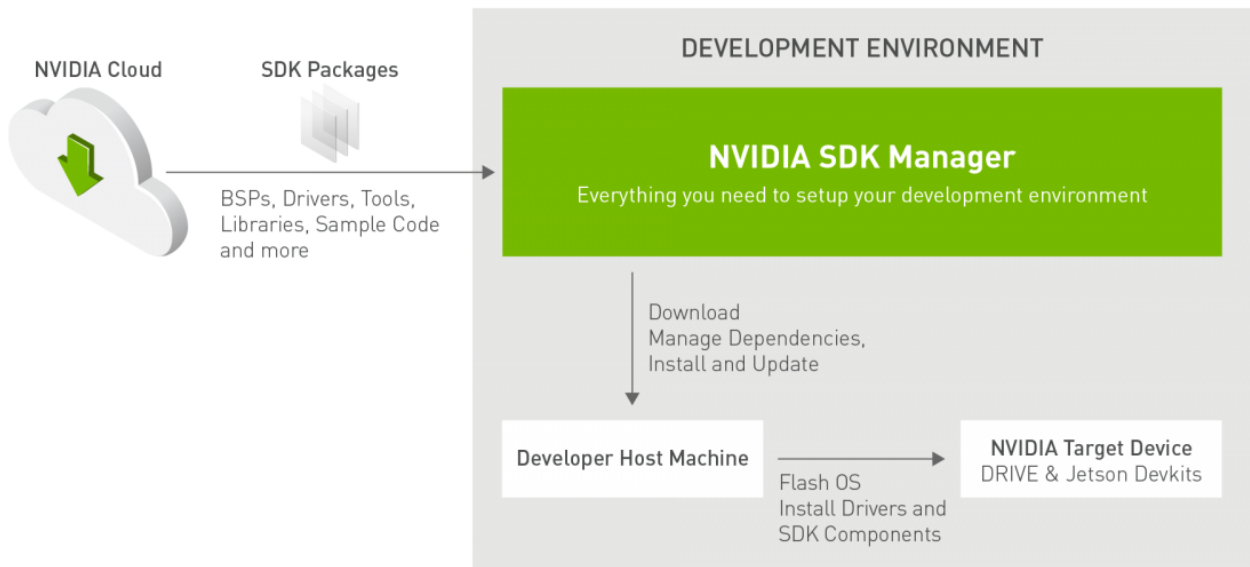 DEVELOPMENT ENVIRONMENT
NVIDIA Cloud
SDK Packages
BSPs, Drivers, Tools,
Libraries, Sample Code
and more
NVIDIA SDK Manager
Everything you need to setup your development environment
Download
Manage Dependencies,
Install and Update
Developer Host Machine
Flash OS
Install Drivers and
SDK Components
NVIDIA Target Device
DRIVE & Jetson Devkits